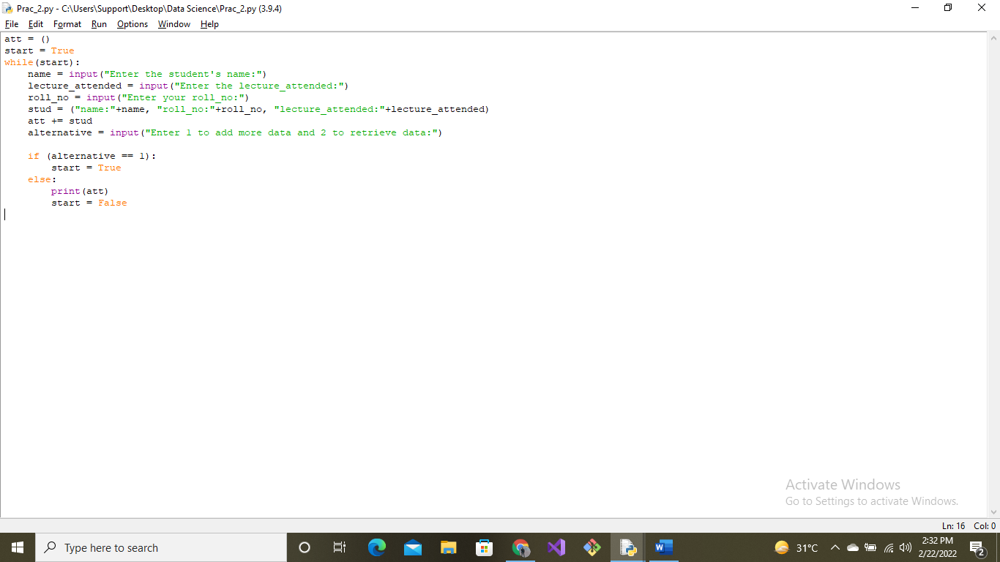 Prac_2.py - C:\Users\Support\Desktop\Data Science\Prac_2.py (3.9.4)
File Edit Format Run Options Window Help
att = ()
start = True
while(start):
    name = input("Enter the student's name:")
    lecture_attended = input("Enter the lecture_attended:")
    roll_no = input("Enter your roll_no:")
    stud = ("name:"+name, "roll_no:"+roll_no, "lecture_attended:"+lecture_attended)
    att += stud
    alternative = input("Enter 1 to add more data and 2 to retrieve data:")
    if (alternative == 1):
        start = True
    else:
        print(att)
        start = False
Activate Windows
Go to Settings to activate Windows.
Ln: 16 Col: 0
Type here to search
31°C
2:32 PM
2/22/2022
2